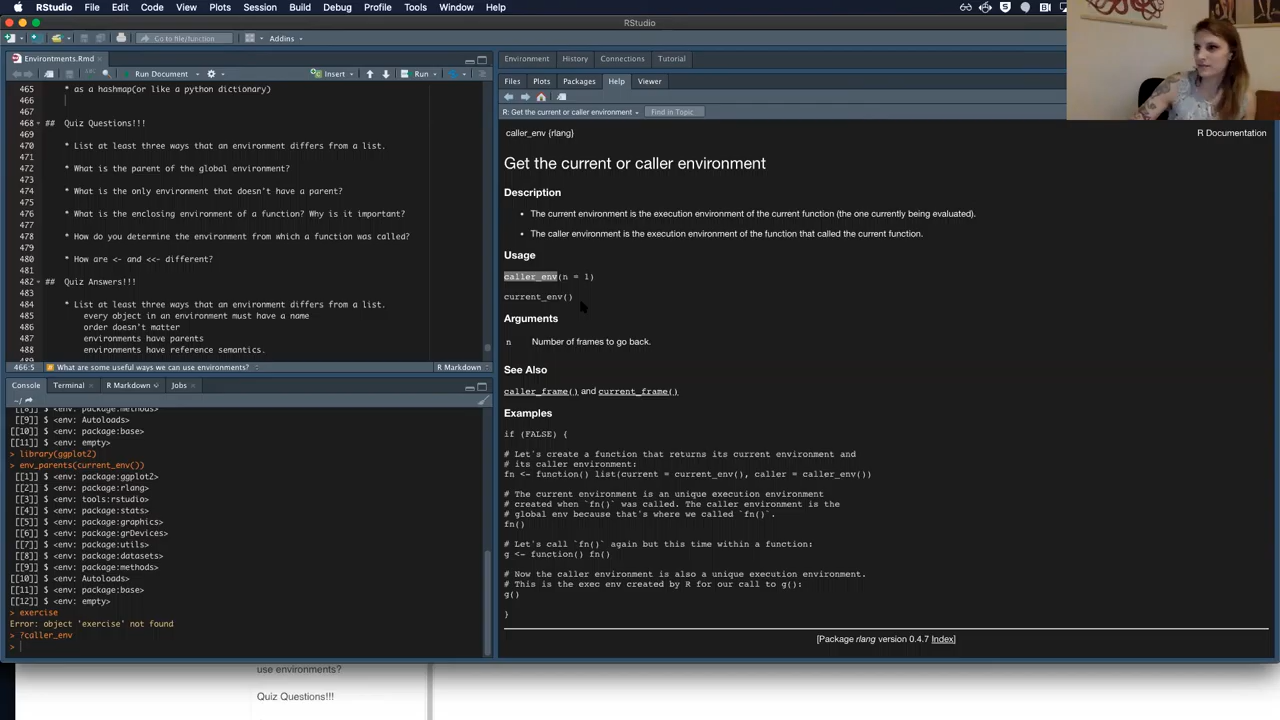 RStudio File Edit Code View Plots Session Build Debug Profile Tools Window Help
RStudio
Go to file/function Addins
Environtments.Rmd
Run Document Insert Run
465 * as a hashmap(or like a python dictionary)
466
467
468 ## Quiz Questions!!!
469
470 * List at least three ways that an environment differs from a list.
471
472 * What is the parent of the global environment?
473
474 * What is the only environment that doesn't have a parent?
475
476 * What is the enclosing environment of a function? Why is it important?
477
478 * How do you determine the environment from which a function was called?
479
480 * How are <- and <<- different?
481
482 ## Quiz Answers!!!
483
484 * List at least three ways that an environment differs from a list.
485 every object in an environment must have a name
486 order doesn't matter
487 environments have parents
488 environments have reference semantics.
489
466:5 What are some useful ways we can use environments? R Markdown
Console Terminal R Markdown Jobs
~/
[[8]] $ <env: package:methods>
[[9]] $ <env: Autoloads>
[[10]] $ <env: package:base>
[[11]] $ <env: empty>
> library(ggplot2)
> env_parents(current_env())
[[1]] $ <env: package:ggplot2>
[[2]] $ <env: package:rlang>
[[3]] $ <env: tools:rstudio>
[[4]] $ <env: package:stats>
[[5]] $ <env: package:graphics>
[[6]] $ <env: package:grDevices>
[[7]] $ <env: package:utils>
[[8]] $ <env: package:datasets>
[[9]] $ <env: package:methods>
[[10]] $ <env: Autoloads>
[[11]] $ <env: package:base>
[[12]] $ <env: empty>
> exercise
Error: object 'exercise' not found
> ?caller_env
>
Environment History Connections Tutorial
Files Plots Packages Help Viewer
R: Get the current or caller environment Find in Topic
caller_env {rlang} R Documentation
Get the current or caller environment
Description
• The current environment is the execution environment of the current function (the one currently being evaluated).
• The caller environment is the execution environment of the function that called the current function.
Usage
caller_env(n = 1)
current_env()
Arguments
n Number of frames to go back.
See Also
caller_frame() and current_frame()
Examples
if (FALSE) {
# Let's create a function that returns its current environment and
# its caller environment:
fn <- function() list(current = current_env(), caller = caller_env())
# The current environment is an unique execution environment
# created when `fn()` was called. The caller environment is the
# global env because that's where we called `fn()`.
fn()
# Let's call `fn()` again but this time within a function:
g <- function() fn()
# Now the caller environment is also a unique execution environment.
# This is the exec env created by R for our call to g():
g()
}
[Package rlang version 0.4.7 Index]
use environments?
Quiz Questions!!!